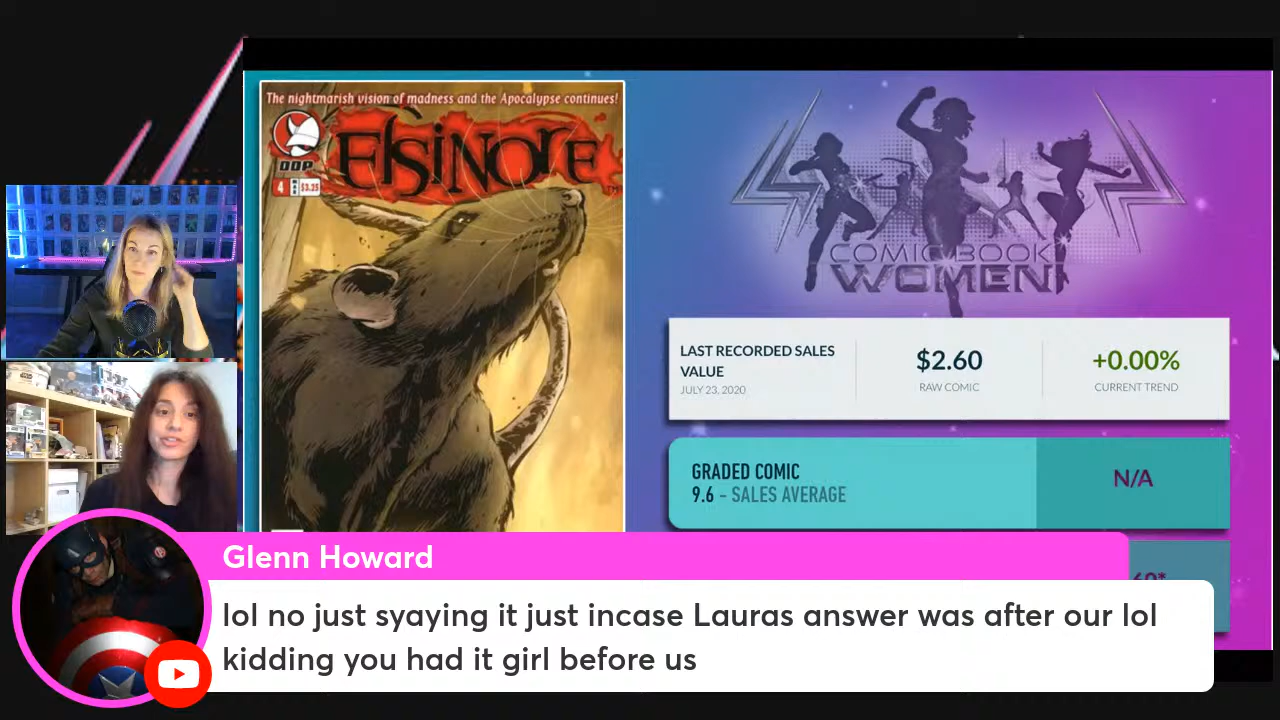 The nightmarish vision of madness and the Apocalypse continues!
DDP
ELSINORE
TM
4
$3.25
COMIC BOOK
WOMEN
LAST RECORDED SALES
VALUE
JULY 23, 2020
$2.60
RAW COMIC
+0.00%
CURRENT TREND
GRADED COMIC
9.6 - SALES AVERAGE
N/A
Glenn Howard
lol no just syaying it just incase Lauras answer was after our lol
kidding you had it girl before us